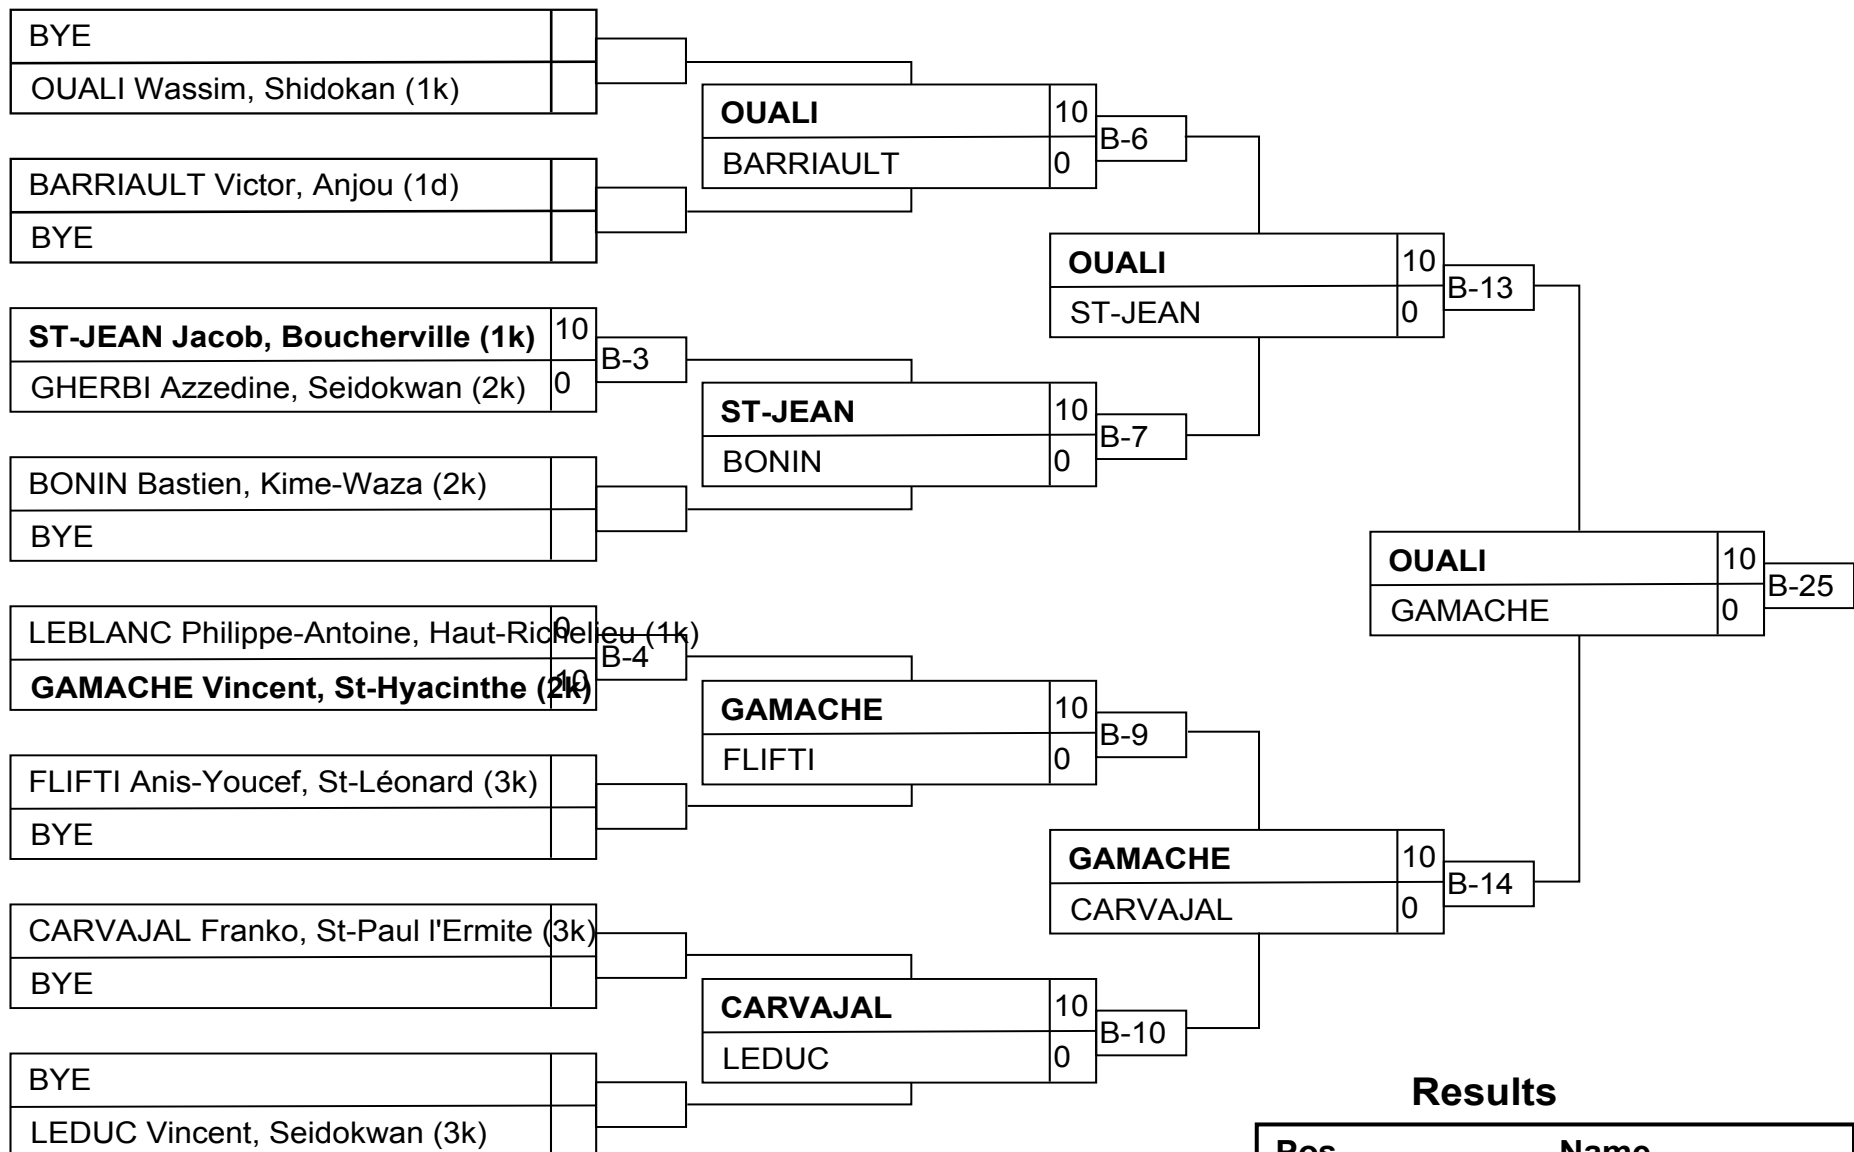 BYE
OUALI Wassim, Shidokan (1k)
BARRIAULT Victor, Anjou (1d)
BYE
ST-JEAN Jacob, Boucherville (1k) 10
GHERBI Azzedine, Seidokwan (2k) 0
B-3
BONIN Bastien, Kime-Waza (2k)
BYE
LEBLANC Philippe-Antoine, Haut-Richelieu (1k) 0
GAMACHE Vincent, St-Hyacinthe (2k) 10
B-4
FLIFTI Anis-Youcef, St-Léonard (3k)
BYE
CARVAJAL Franko, St-Paul l'Ermite (3k)
BYE
BYE
LEDUC Vincent, Seidokwan (3k)
OUALI 10
BARRIAULT 0
B-6
ST-JEAN 10
BONIN 0
B-7
GAMACHE 10
FLIFTI 0
B-9
CARVAJAL 10
LEDUC 0
B-10
OUALI 10
ST-JEAN 0
B-13
GAMACHE 10
CARVAJAL 0
B-14
OUALI 10
GAMACHE 0
B-25
Results
Pos Name